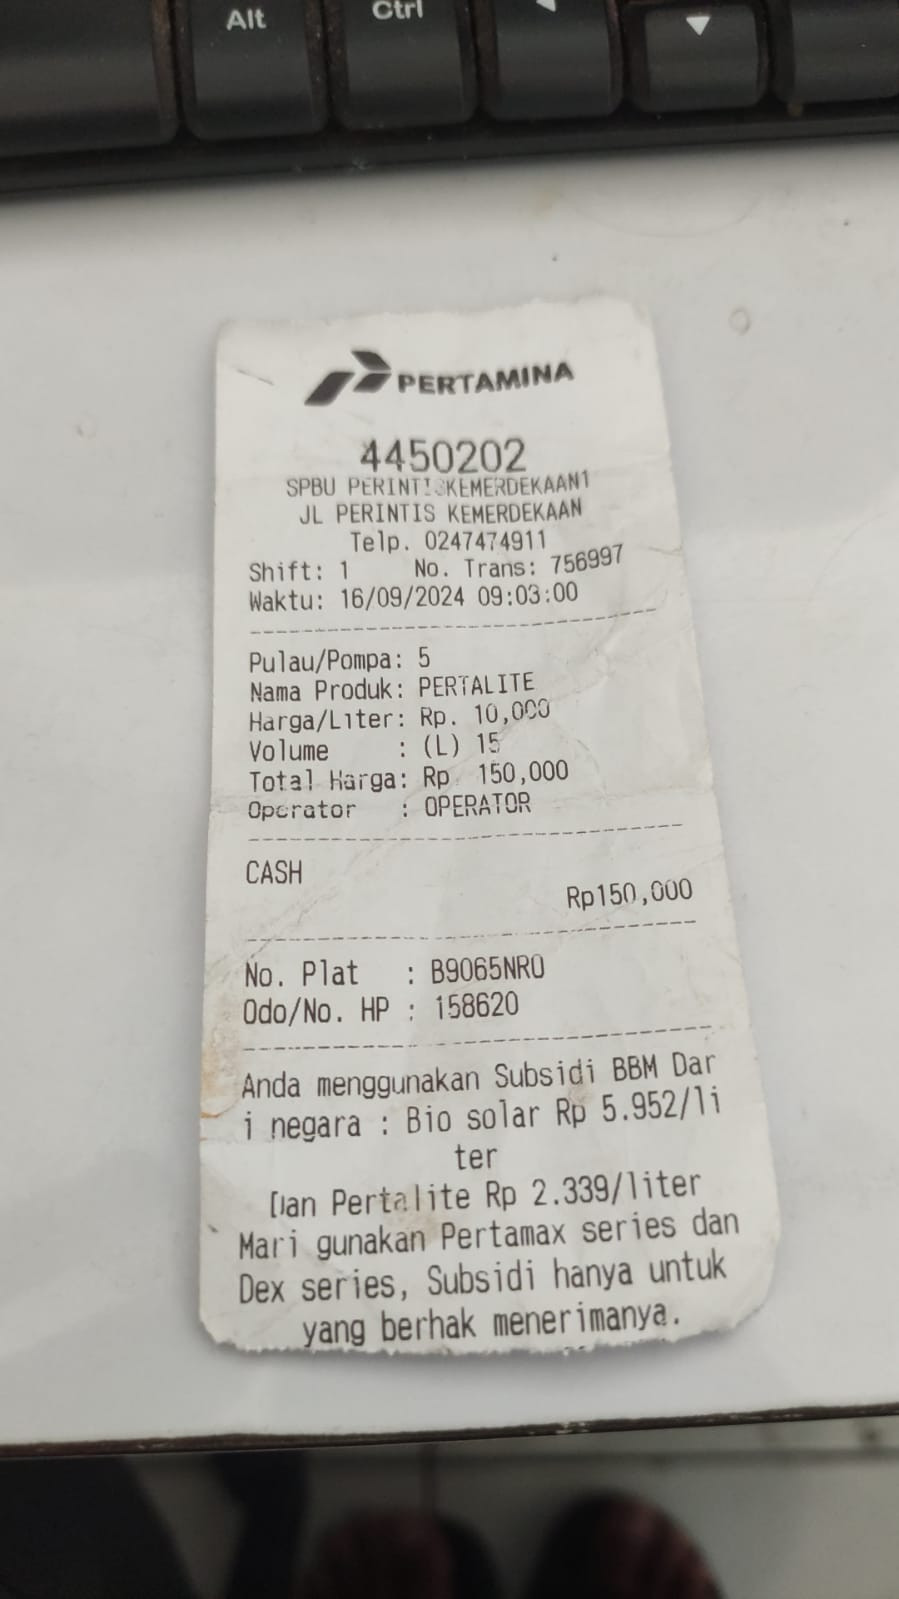 Alt
Ctrl
PERTAMINA
4450202
SPBU PERINTISKEMERDEKAAN1
JL PERINTIS KEMERDEKAAN
Telp. 0247474911
Shift: 1 No. Trans: 756997
Waktu: 16/09/2024 09:03:00
Pulau/Pompa: 5
Nama Produk: PERTALITE
Harga/Liter: Rp. 10,000
Volume : (L) 15
Total Harga: Rp 150,000
Operator : OPERATOR
CASH
Rp150,000
No. Plat : B9065NRO
Odo/No. HP : 158620
Anda menggunakan Subsidi BBM Dar
i negara : Bio solar Rp 5.952/li
ter
Dan Pertalite Rp 2.339/liter
Mari gunakan Pertamax series dan
Dex series, Subsidi hanya untuk
yang berhak menerimanya.